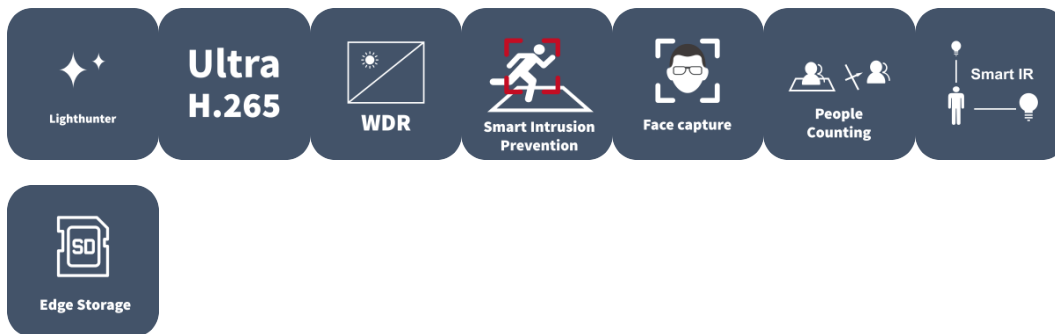 Lighthunter
Ultra
H.265
WDR
Smart Intrusion
Prevention
Face capture
People
Counting
Smart IR
SD
Edge Storage